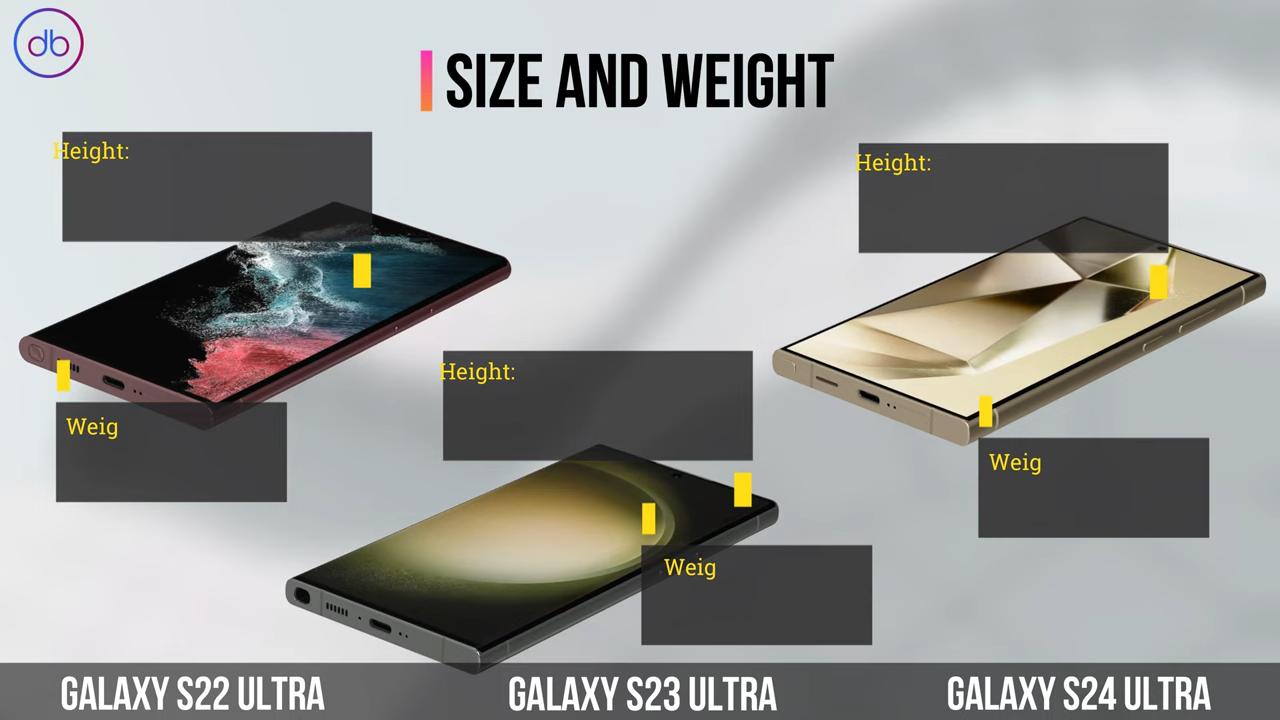 db
SIZE AND WEIGHT
Height:
Height:
Weig
Height:
Weig
Weig
GALAXY S22 ULTRA
GALAXY S23 ULTRA
GALAXY S24 ULTRA